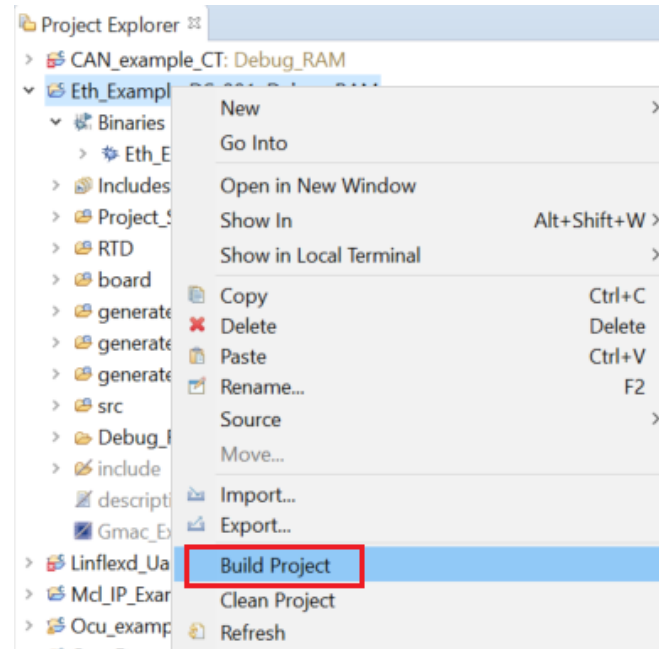 Project Explorer
CAN_example_CT: Debug_RAM
Eth_Exampl
Binaries
Eth_E
Includes
Project_S
RTD
board
generate
generate
generate
src
Debug_F
include
descripti
Gmac_Ex
Linflexd_Ua
Mcl_IP_Exar
Ocu_examp
New
Go Into
Open in New Window
Show In Alt+Shift+W
Show in Local Terminal
Copy Ctrl+C
Delete Delete
Paste Ctrl+V
Rename... F2
Source
Move...
Import...
Export...
Build Project
Clean Project
Refresh